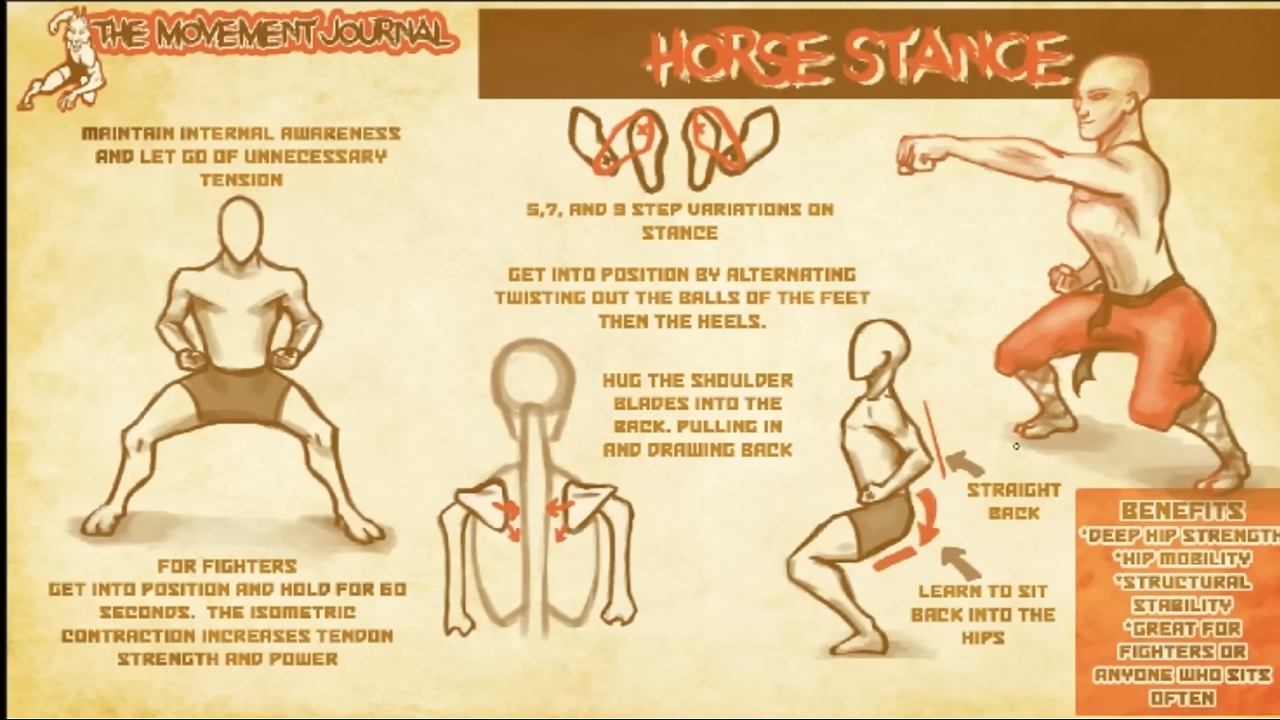 THE MOVEMENT JOURNAL
HORSE STANCE
MAINTAIN INTERNAL AWARENESS
AND LET GO OF UNNECESSARY
TENSION
5,7, AND 9 STEP VARIATIONS ON
STANCE
GET INTO POSITION BY ALTERNATING
TWISTING OUT THE BALLS OF THE FEET
THEN THE HEELS.
HUG THE SHOULDER
BLADES INTO THE
BACK. PULLING IN
AND DRAWING BACK
STRAIGHT
BACK
LEARN TO SIT
BACK INTO THE
HIPS
FOR FIGHTERS
GET INTO POSITION AND HOLD FOR 60
SECONDS. THE ISOMETRIC
CONTRACTION INCREASES TENDON
STRENGTH AND POWER
BENEFITS
*DEEP HIP STRENGTH
*HIP MOBILITY
*STRUCTURAL
STABILITY
*GREAT FOR
FIGHTERS OR
ANYONE WHO SITS
OFTEN